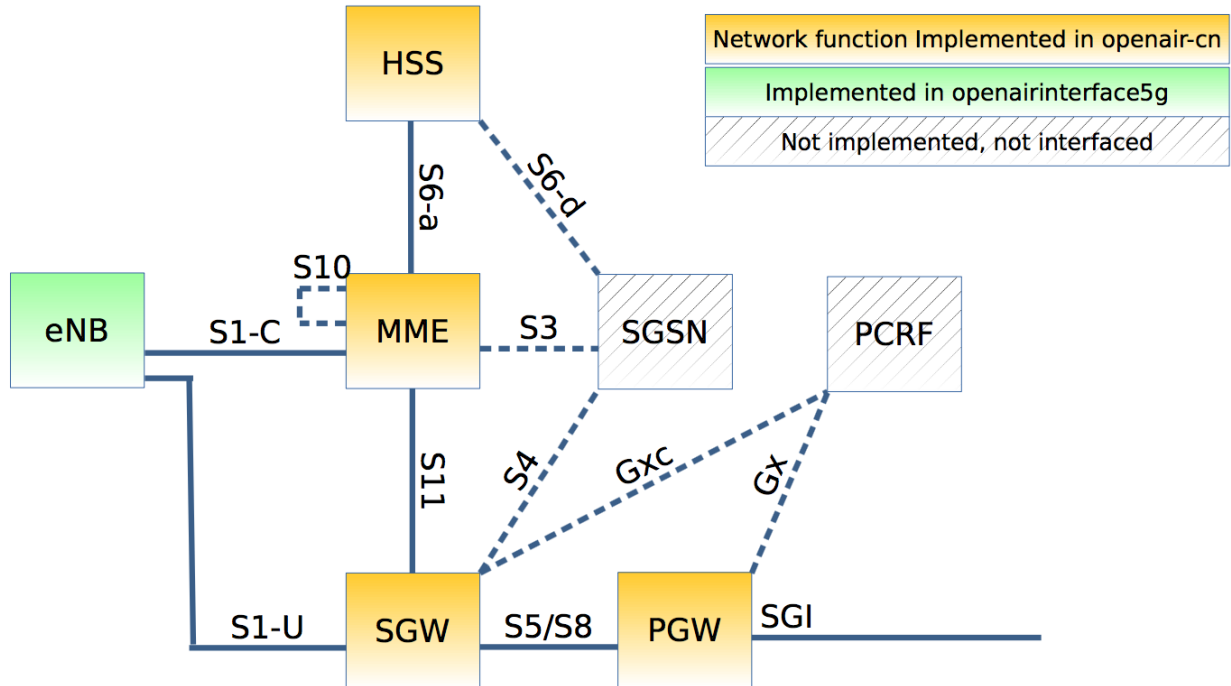 HSS
Network function Implemented in openair-cn
Implemented in openairinterface5g
Not implemented, not interfaced
S6-a
S6-d
S10
eNB
S1-C
MME
S3
SGSN
PCRF
S11
S4
Gxc
Gx
S1-U
SGW
S5/S8
PGW
SGI